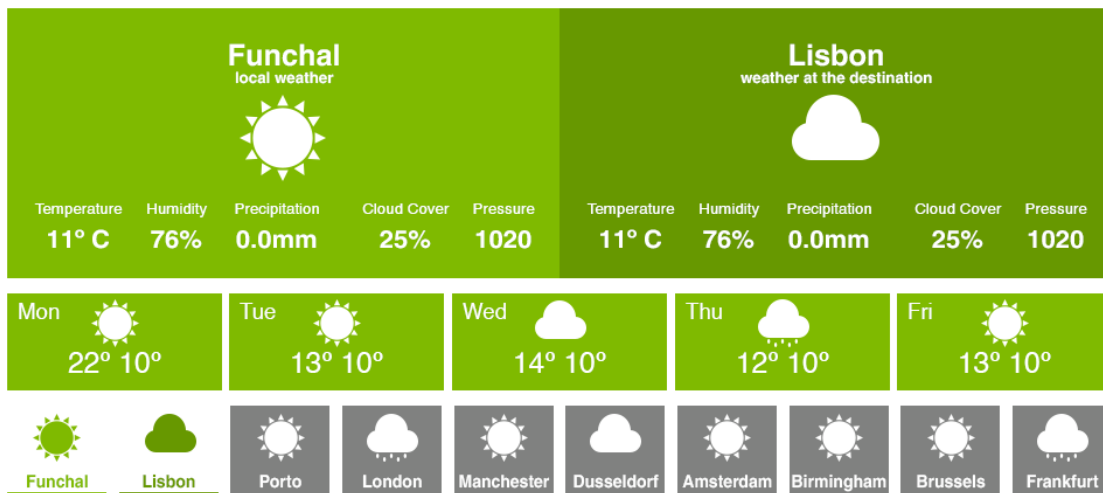 Funchal
local weather
Temperature Humidity Precipitation Cloud Cover Pressure
11º C 76% 0.0mm 25% 1020
Lisbon
weather at the destination
Temperature Humidity Precipitation Cloud Cover Pressure
11º C 76% 0.0mm 25% 1020
Mon
22º 10º
Tue
13º 10º
Wed
14º 10º
Thu
12º 10º
Fri
13º 10º
Funchal
Lisbon
Porto
London
Manchester
Dusseldorf
Amsterdam
Birmingham
Brussels
Frankfurt